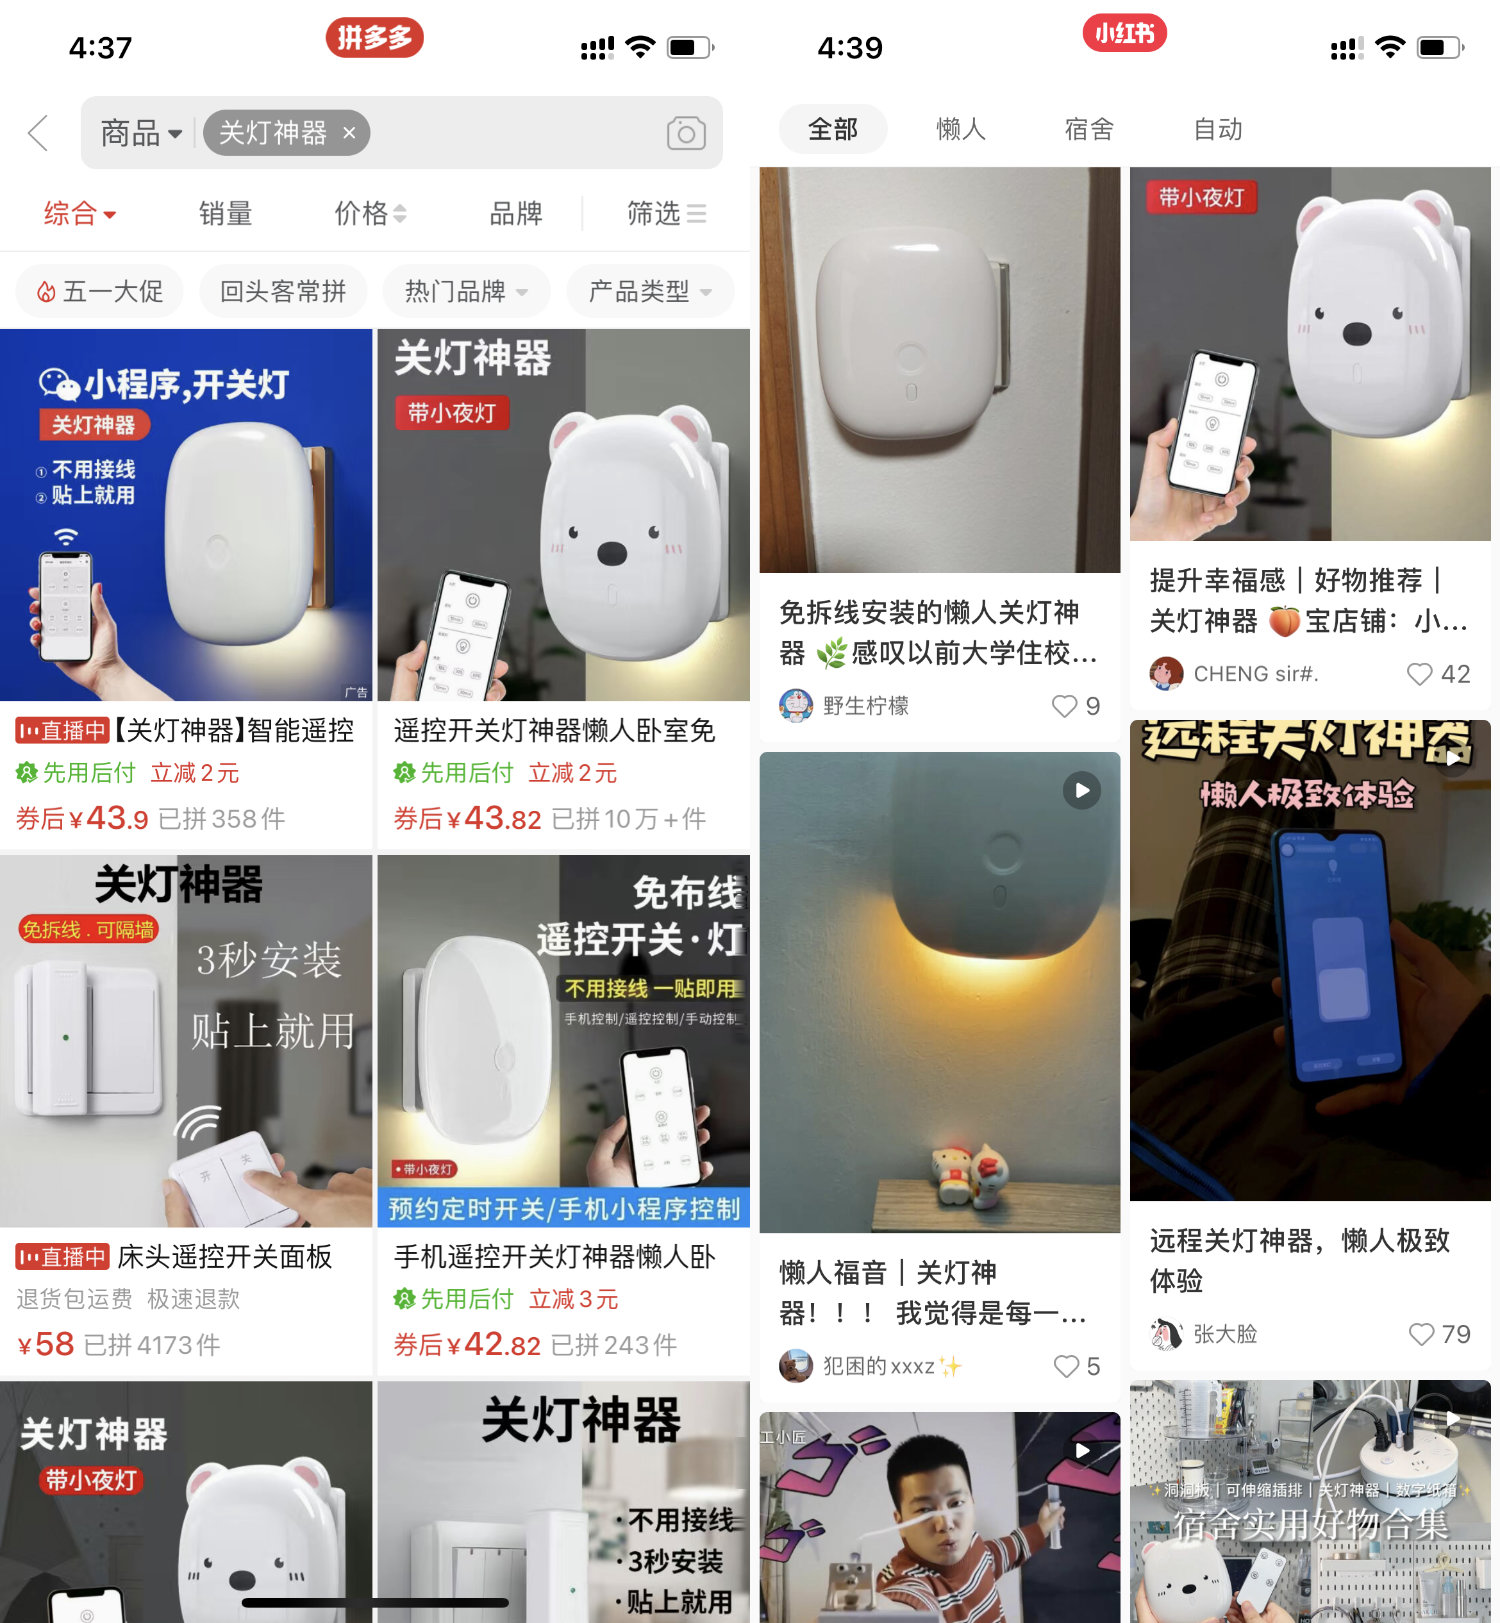 4:37
拼多多
商品
关灯神器 ×
综合
销量
价格
品牌
筛选
五一大促
回头客常拼
热门品牌
产品类型
小程序,开关灯
关灯神器
① 不用接线
② 贴上就用
广告
直播中【关灯神器】智能遥控
先用后付 立减2元
券后¥43.9 已拼358件
关灯神器
带小夜灯
遥控开关灯神器懒人卧室免
先用后付 立减2元
券后¥43.82 已拼10万+件
关灯神器
免拆线.可隔墙
3秒安装
贴上就用
开
关
直播中 床头遥控开关面板
退货包运费 极速退款
¥58 已拼4173件
免布线
遥控开关·灯
不用接线 一贴即用
手机控制/遥控控制/手动控制
•带小夜灯
预约定时开关/手机小程序控制
手机遥控开关灯神器懒人卧
先用后付 立减3元
券后¥42.82 已拼243件
关灯神器
带小夜灯
关灯神器
·不用接线
·3秒安装
·贴上就用
4:39
小红书
全部
懒人
宿舍
自动
免拆线安装的懒人关灯神
器 🌿感叹以前大学住校...
野生柠檬
9
带小夜灯
提升幸福感｜好物推荐｜
关灯神器 🍑宝店铺：小...
CHENG sir#.
42
懒人福音｜关灯神
器！！！ 我觉得是每一...
犯困的xxxz✨
5
远程关灯神器
懒人极致体验
远程关灯神器，懒人极致
体验
张大脸
79
工小匠
✨洞洞板｜可伸缩插排｜关灯神器｜数字纸箱✨
宿舍实用好物合集